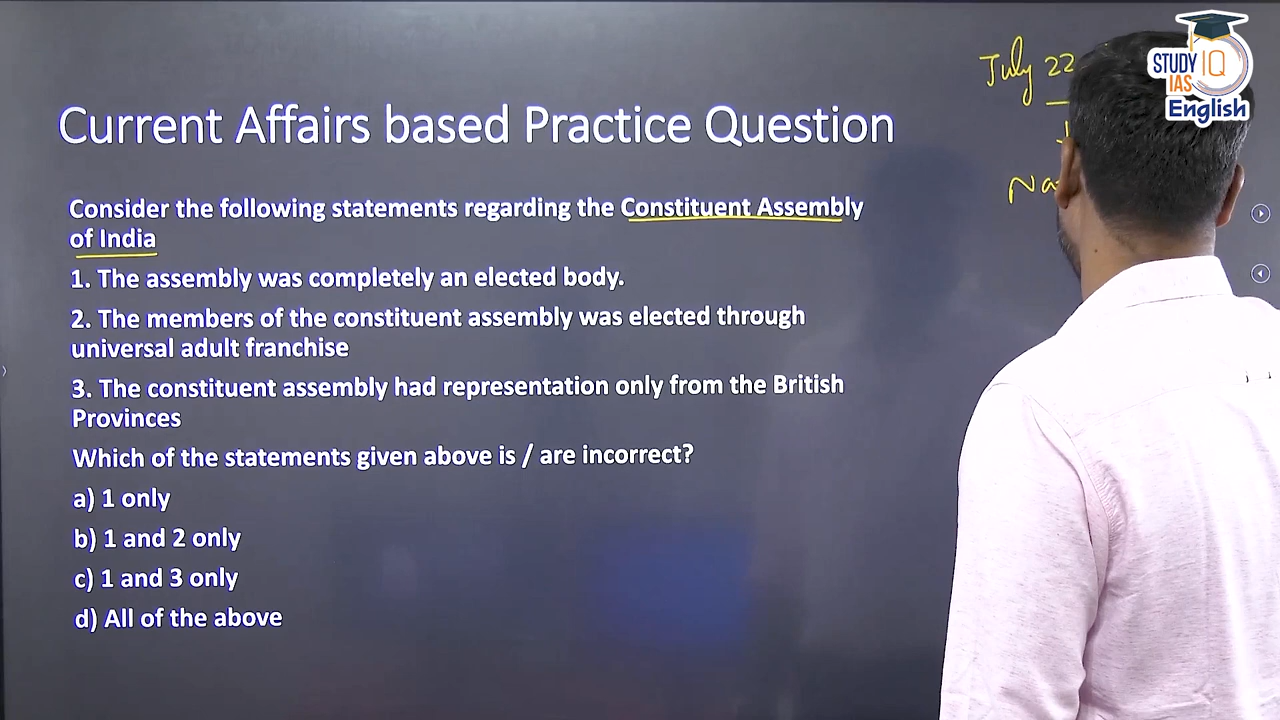 Current Affairs based Practice Question
Consider the following statements regarding the Constituent Assembly
of India
1. The assembly was completely an elected body.
2. The members of the constituent assembly was elected through
universal adult franchise
3. The constituent assembly had representation only from the British
Provinces
Which of the statements given above is / are incorrect?
a) 1 only
b) 1 and 2 only
c) 1 and 3 only
d) All of the above
July 22
STUDY IQ
IAS
English